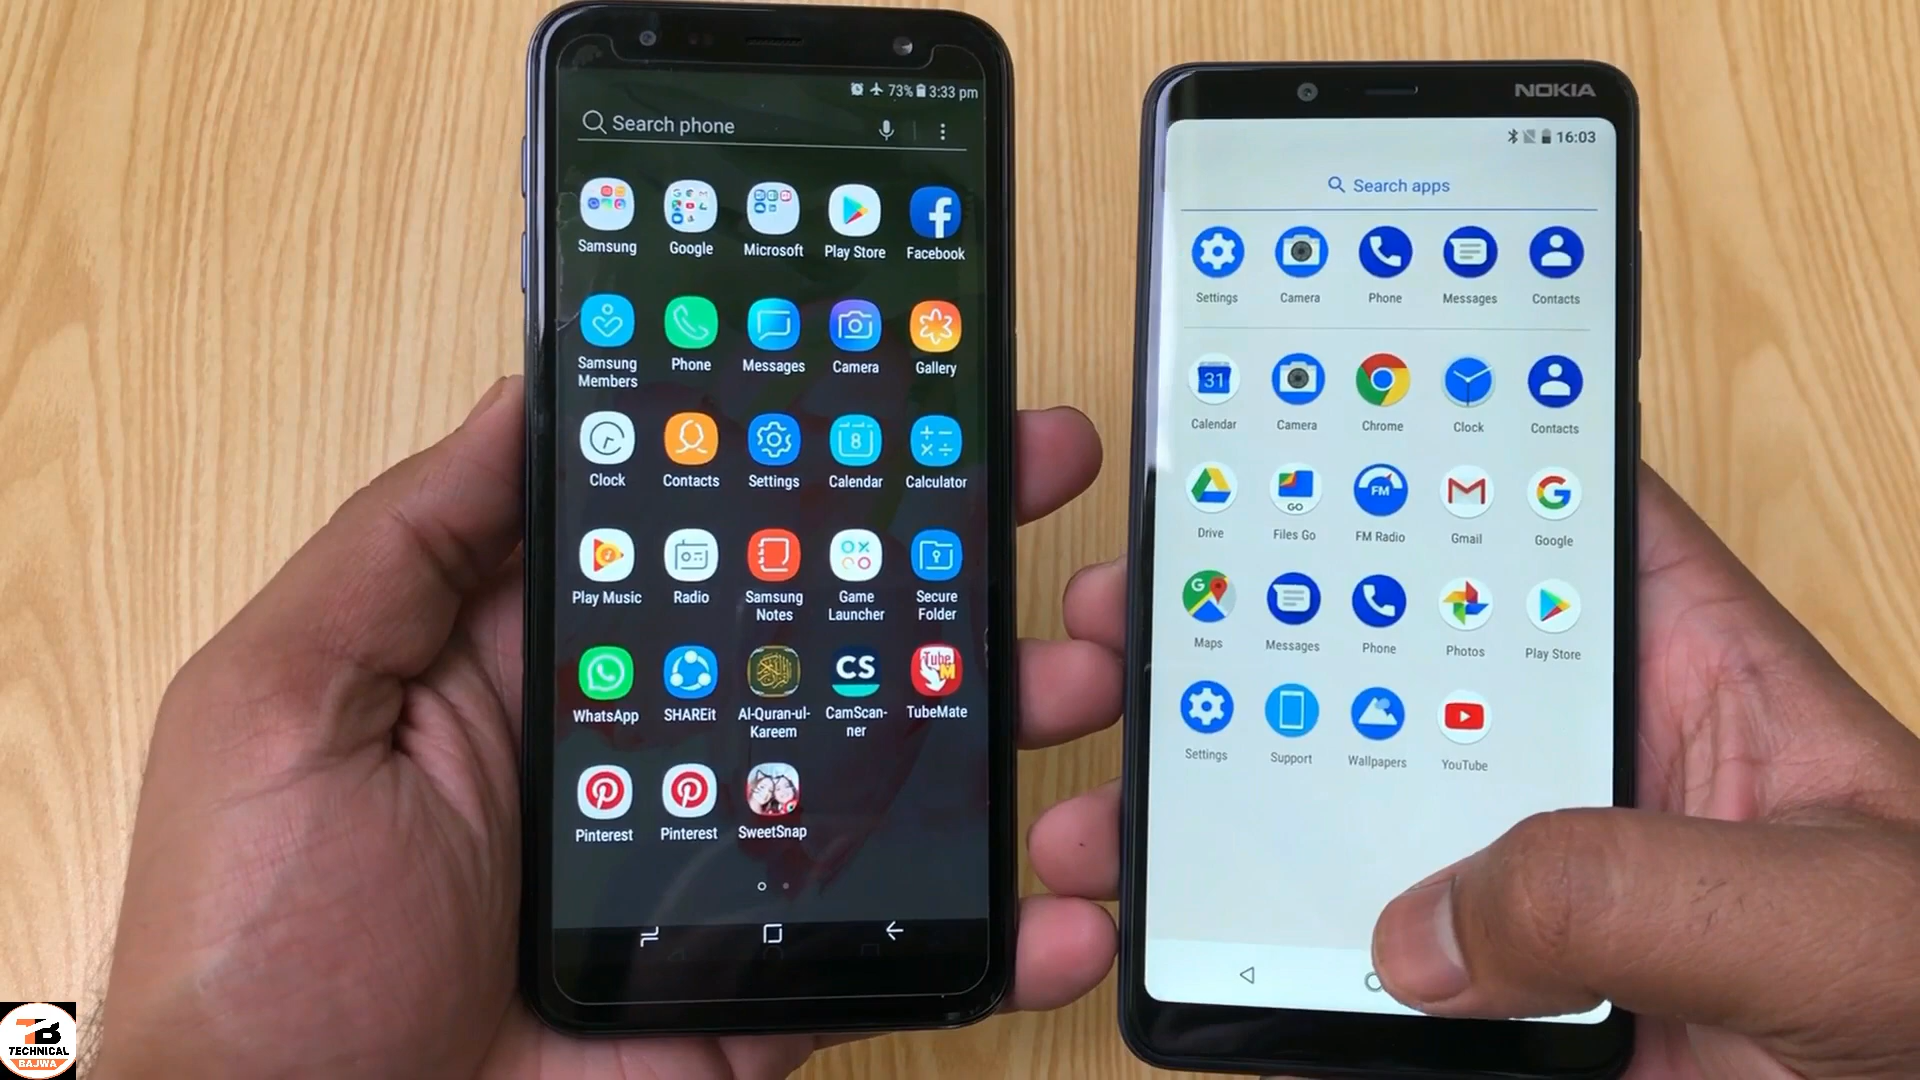 73% 3:33 pm
Search phone
Samsung Google Microsoft Play Store Facebook
Samsung Members Phone Messages Camera Gallery
Clock Contacts Settings Calendar 8 Calculator
Play Music Radio Samsung Notes Game Launcher Secure Folder
CS Tube M
WhatsApp SHAREit Al-Quran-ul-Kareem CamScan-ner TubeMate
Pinterest Pinterest SweetSnap
NOKIA
16:03
Search apps
Settings Camera Phone Messages Contacts
31
Calendar Camera Chrome Clock Contacts
GO FM
Drive Files Go FM Radio Gmail Google
Maps Messages Phone Photos Play Store
Settings Support Wallpapers YouTube
TB
TECHNICAL
BAJWA